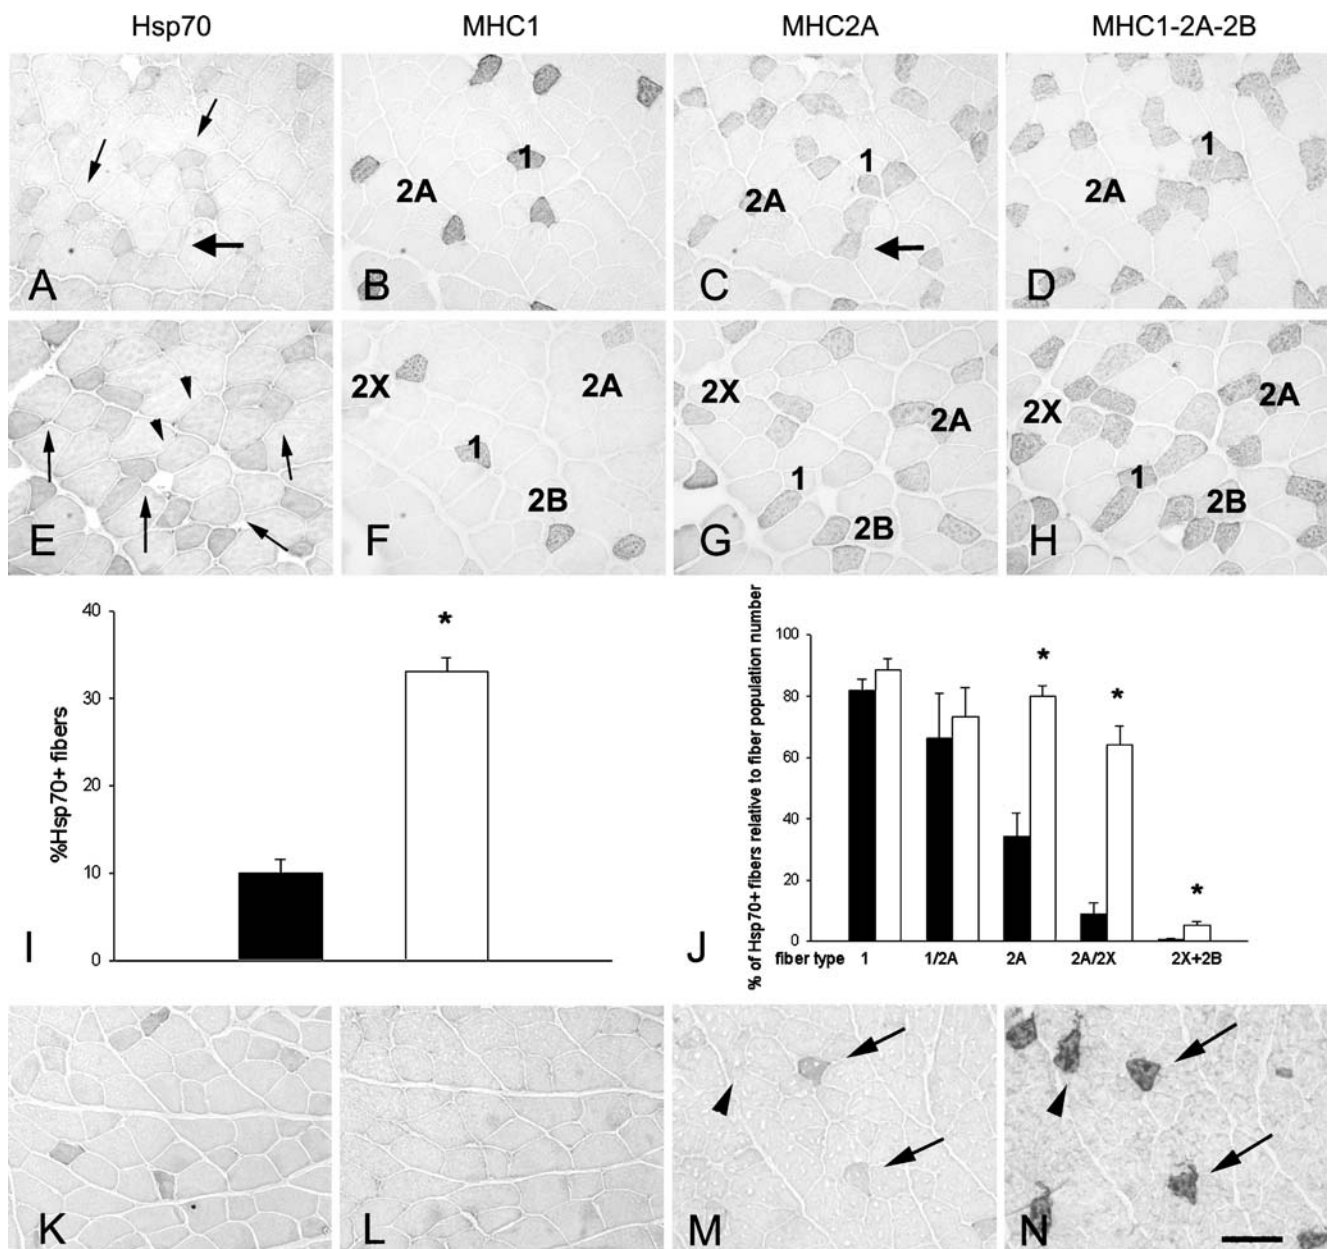 Hsp70 MHC1 MHC2A MHC1-2A-2B
1 1 1
2A 2A 2A
A B C D
2X 2A 2X 2A 2X 2A
1 1 1
2B 2B 2B
E F G H
%Hsp70+ fibers
40
30
20
10
0
*
I
% of Hsp70+ fibers relative to fiber population number
100
80
60
40
20
0
* * *
fiber type 1 1/2A 2A 2A/2X 2X+2B
J
K L M N